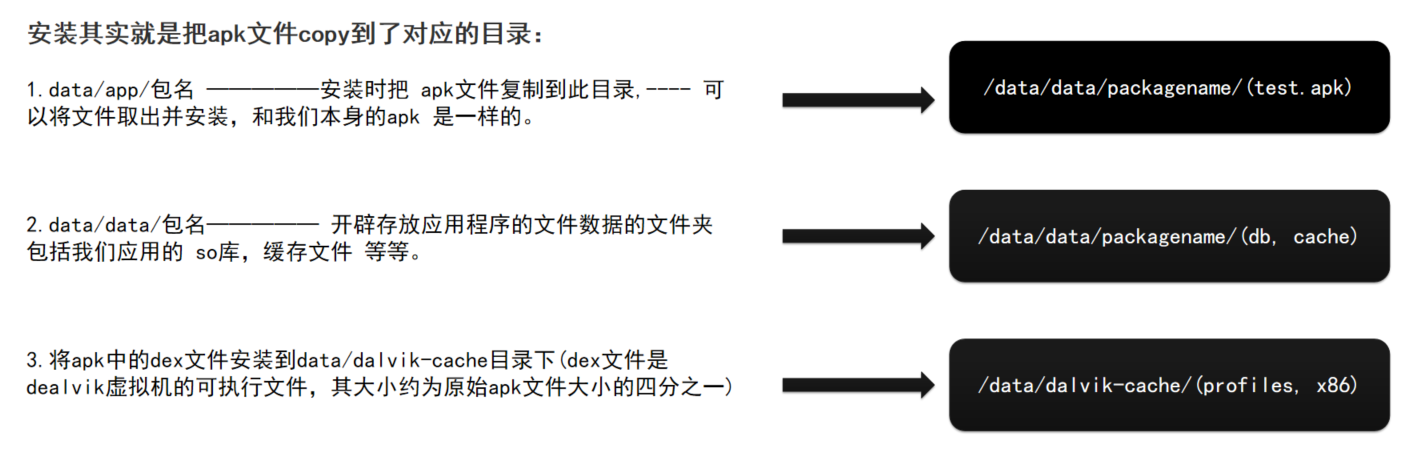 安装其实就是把apk文件copy到了对应的目录：
1.data/app/包名 —————安装时把 apk文件复制到此目录,---- 可
以将文件取出并安装，和我们本身的apk 是一样的。
/data/data/packagename/(test.apk)
2.data/data/包名————— 开辟存放应用程序的文件数据的文件夹
包括我们应用的 so库，缓存文件 等等。
/data/data/packagename/(db, cache)
3.将apk中的dex文件安装到data/dalvik-cache目录下(dex文件是
dealvik虚拟机的可执行文件，其大小约为原始apk文件大小的四分之一)
/data/dalvik-cache/(profiles, x86)